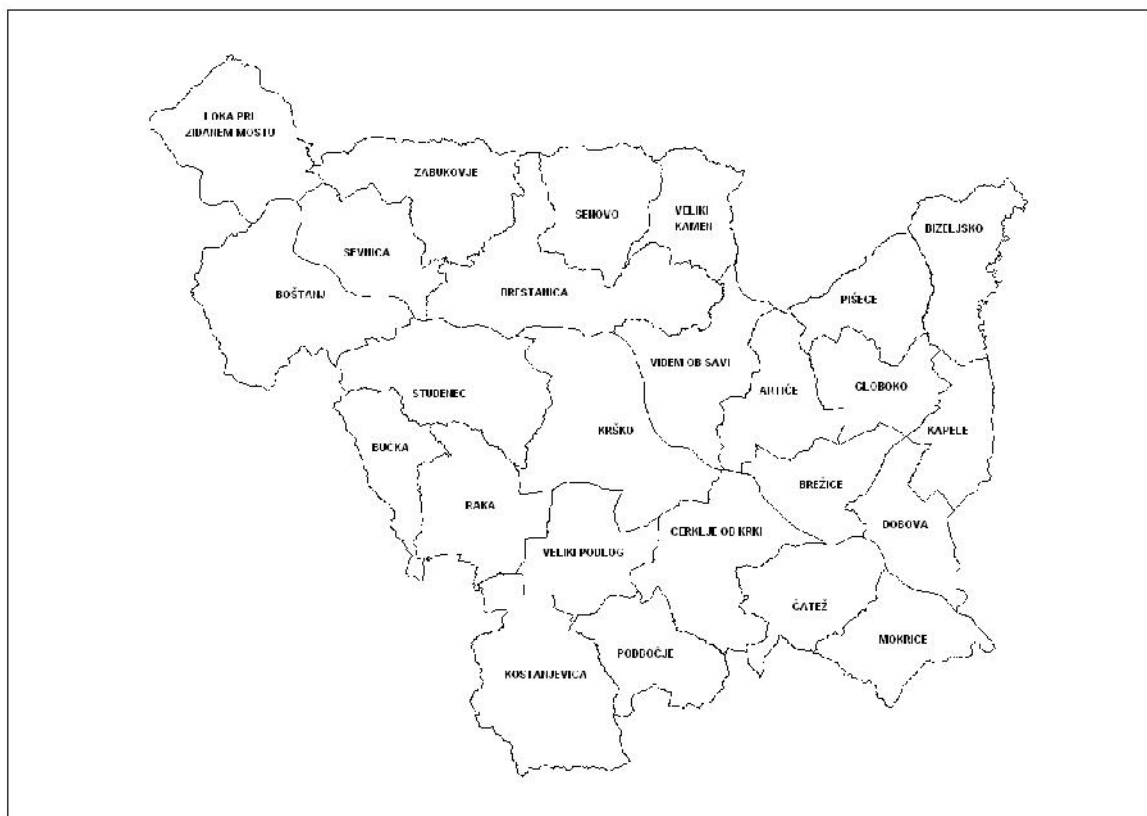 LOKA PRI
ZIDANEM MOSTU
ZABUKOVJE
SENOVO
VELIKI
KAMEN
BIZELJSKO
SEVNICA
BOŠTANJ
BRESTANICA
PIŠECE
VIDEM OB SAVI
ARTIČE
GLOBOKO
STUDENEC
KRŠKO
KAPELE
BUČKA
RAKA
BREŽICE
DOBOVA
VELIKI PODLOG
CERKLJE OB KRKI
ČATEŽ
MOKRICE
PODBOČJE
KOSTANJEVICA